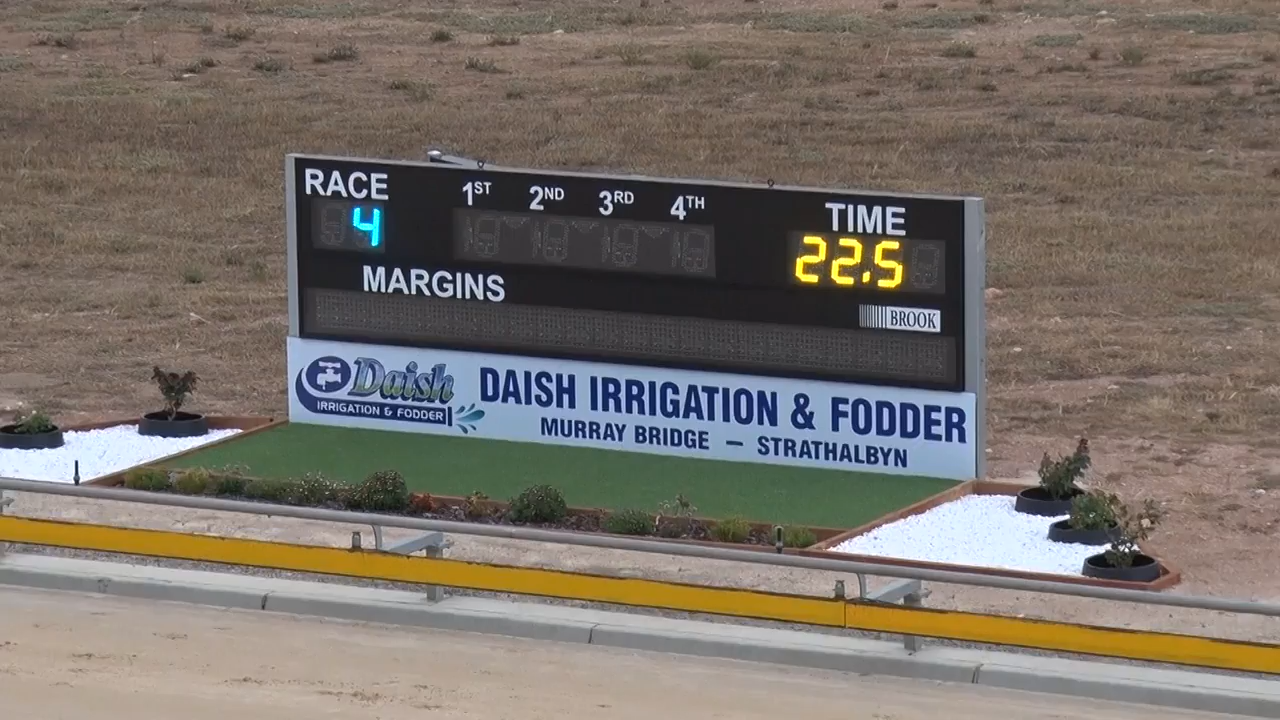 RACE 1ST 2ND 3RD 4TH TIME
4 22.5
MARGINS
BROOK
Daish
IRRIGATION & FODDER
DAISH IRRIGATION & FODDER
MURRAY BRIDGE – STRATHALBYN